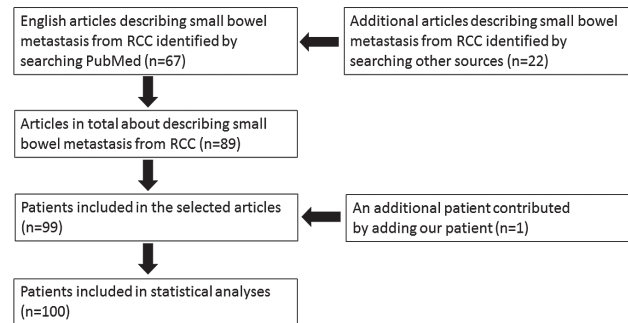 English articles describing small bowel
metastasis from RCC identified by
searching PubMed (n=67)
Additional articles describing small bowel
metastasis from RCC identified by
searching other sources (n=22)
Articles in total about describing small
bowel metastasis from RCC (n=89)
Patients included in the selected articles
(n=99)
An additional patient contributed
by adding our patient (n=1)
Patients included in statistical analyses
(n=100)